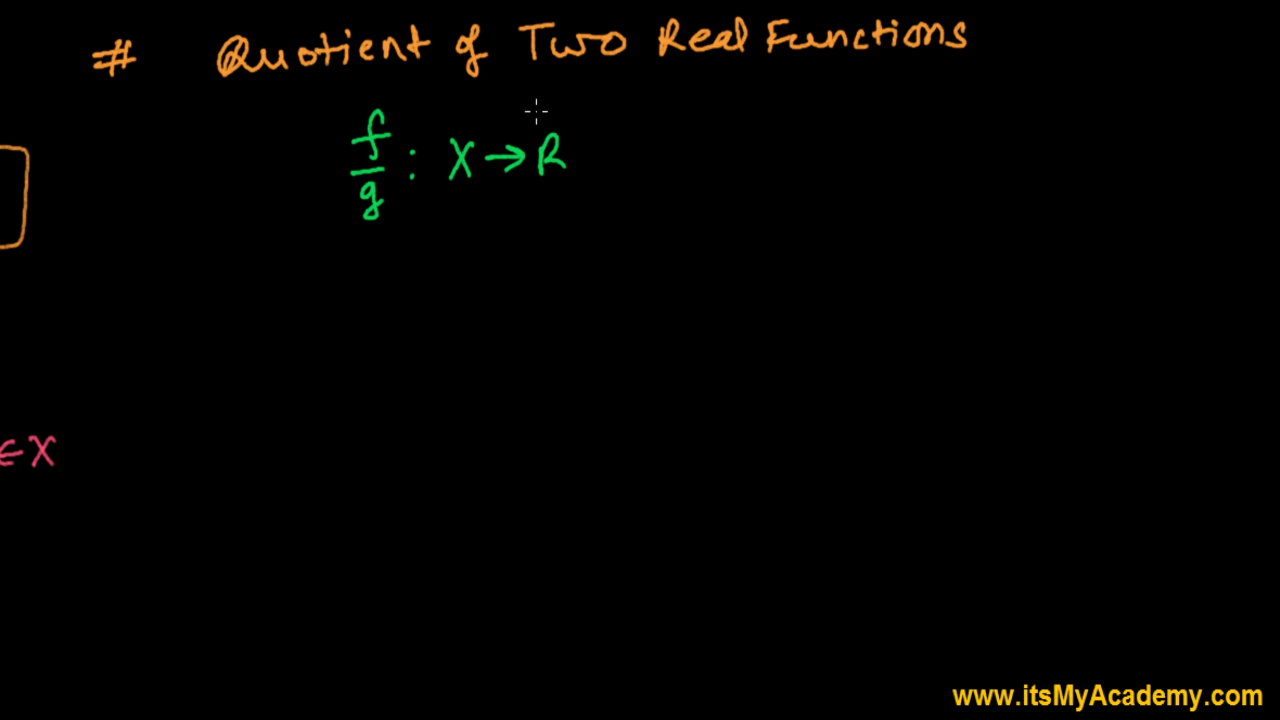 # Quotient of Two Real Functions
f/g : X → R
∈ X
www.itsMyAcademy.com